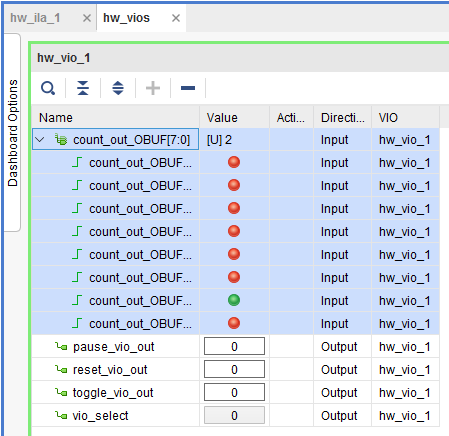 hw_ila_1 × hw_vios ×
Dashboard Options
hw_vio_1
Name Value Acti... Directi... VIO
count_out_OBUF[7:0] [U] 2 Input hw_vio_1
count_out_OBUF... Input hw_vio_1
count_out_OBUF... Input hw_vio_1
count_out_OBUF... Input hw_vio_1
count_out_OBUF... Input hw_vio_1
count_out_OBUF... Input hw_vio_1
count_out_OBUF... Input hw_vio_1
count_out_OBUF... Input hw_vio_1
count_out_OBUF... Input hw_vio_1
pause_vio_out 0 Output hw_vio_1
reset_vio_out 0 Output hw_vio_1
toggle_vio_out 0 Output hw_vio_1
vio_select 0 Output hw_vio_1